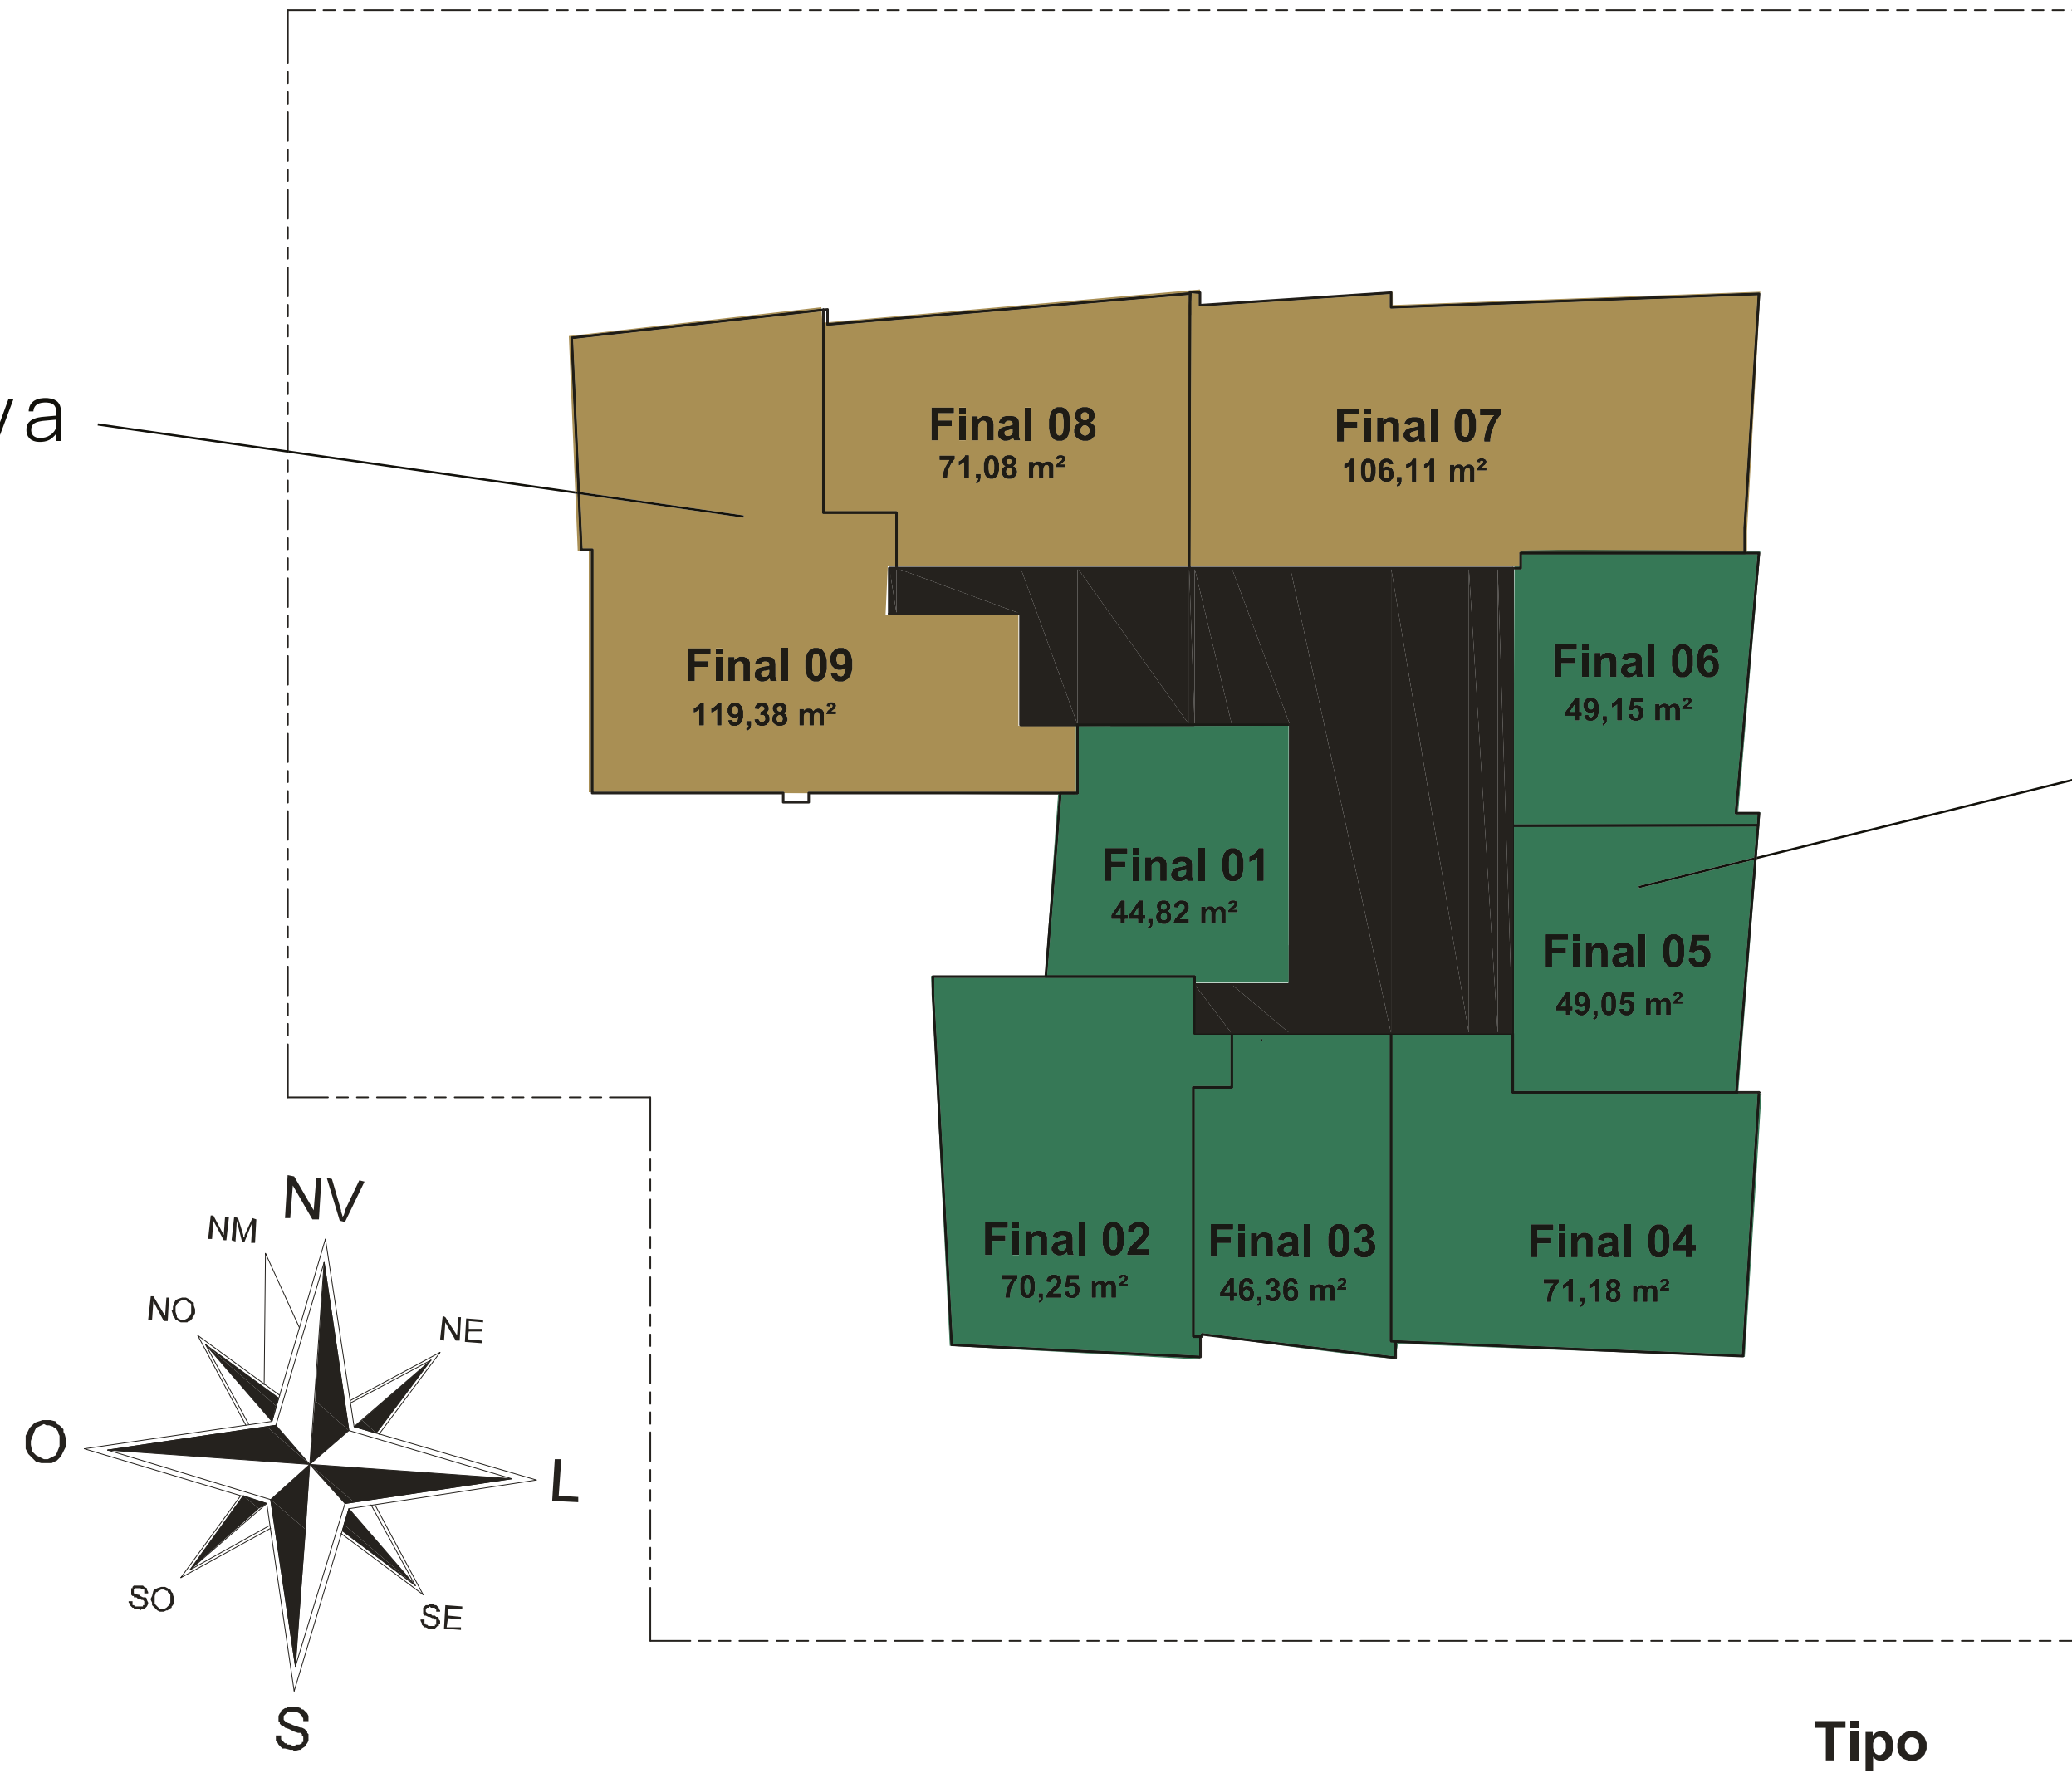 Final 08
71,08 m²
Final 07
106,11 m²
Final 09
119,38 m²
Final 06
49,15 m²
Final 01
44,82 m²
Final 05
49,05 m²
Final 02
70,25 m²
Final 03
46,36 m²
Final 04
71,18 m²
NV
NM
NO
NE
O
L
SO
SE
S
Tipo